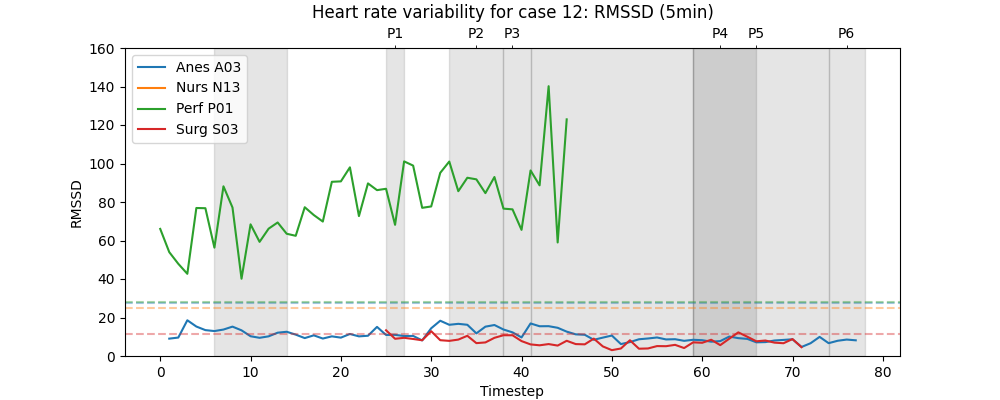 Heart rate variability for case 12: RMSSD (5min)
P1 P2 P3 P4 P5 P6
160
140
120
100
80
60
40
20
0
RMSSD
Anes A03
Nurs N13
Perf P01
Surg S03
0 10 20 30 40 50 60 70 80
Timestep